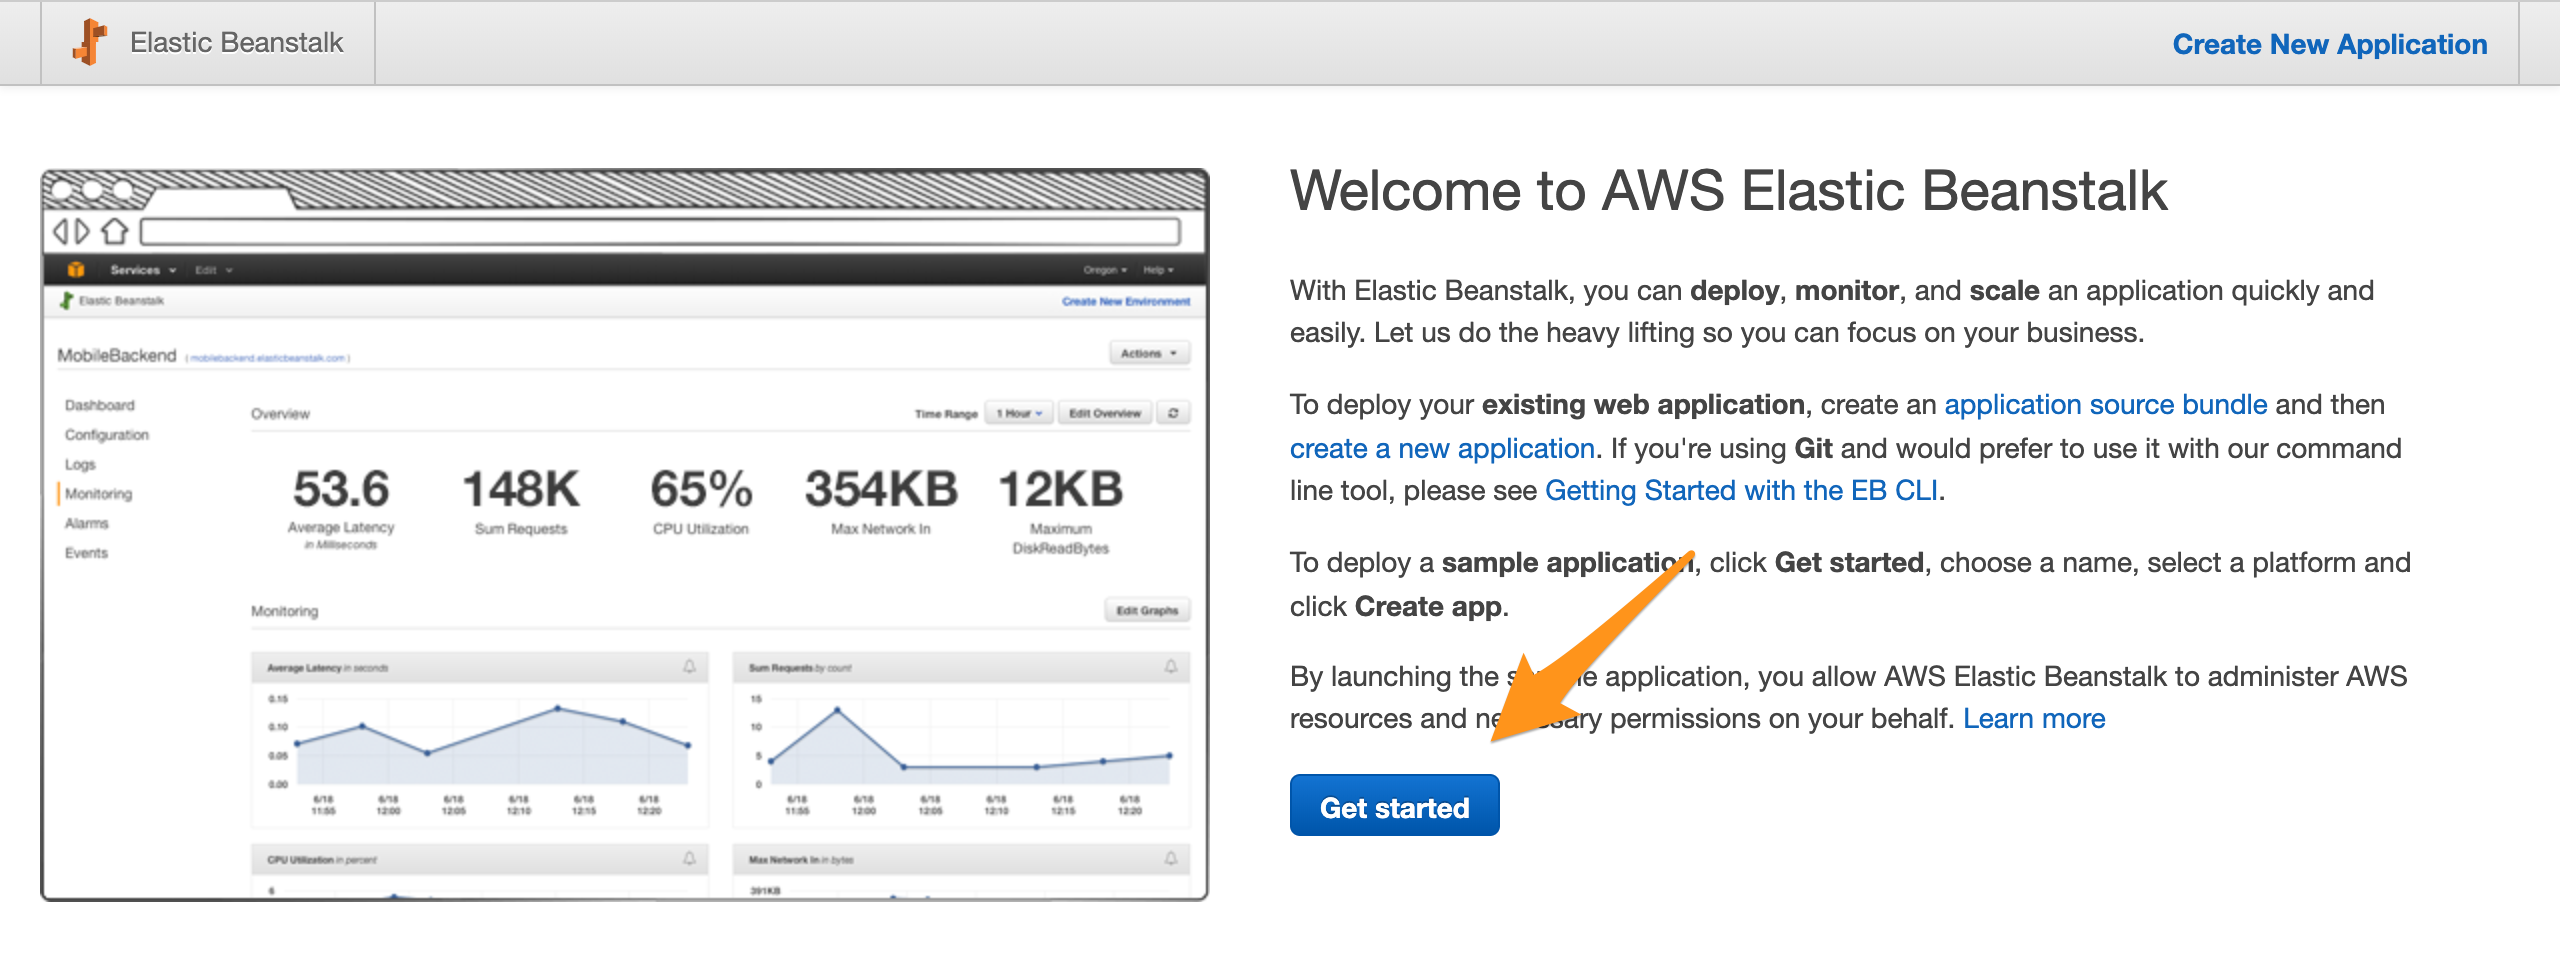 Elastic Beanstalk
Create New Application
Services Edit
Oregon Help
Elastic Beanstalk
Create New Environment
MobileBackend (mobilebackend.elasticbeanstalk.com)
Actions
Dashboard
Configuration
Logs
Monitoring
Alarms
Events
Overview
Time Range 1 Hour Edit Overview
53.6 148K 65% 354KB 12KB
Average Latency Sum Requests CPU Utilization Max Network In Maximum
in Milliseconds DiskReadBytes
Monitoring Edit Graphs
Average Latency in seconds
0.15
0.10
0.05
0.00
6/18 6/18 6/18 6/18 6/18 6/18
11:55 12:00 12:05 12:10 12:15 12:20
Sum Requests by count
15
10
5
0
6/18 6/18 6/18 6/18 6/18 6/18
11:55 12:00 12:05 12:10 12:15 12:20
CPU Utilization in percent
6
Max Network In in bytes
391KB
Welcome to AWS Elastic Beanstalk
With Elastic Beanstalk, you can deploy, monitor, and scale an application quickly and
easily. Let us do the heavy lifting so you can focus on your business.
To deploy your existing web application, create an application source bundle and then
create a new application. If you're using Git and would prefer to use it with our command
line tool, please see Getting Started with the EB CLI.
To deploy a sample application, click Get started, choose a name, select a platform and
click Create app.
By launching the sample application, you allow AWS Elastic Beanstalk to administer AWS
resources and necessary permissions on your behalf. Learn more
Get started